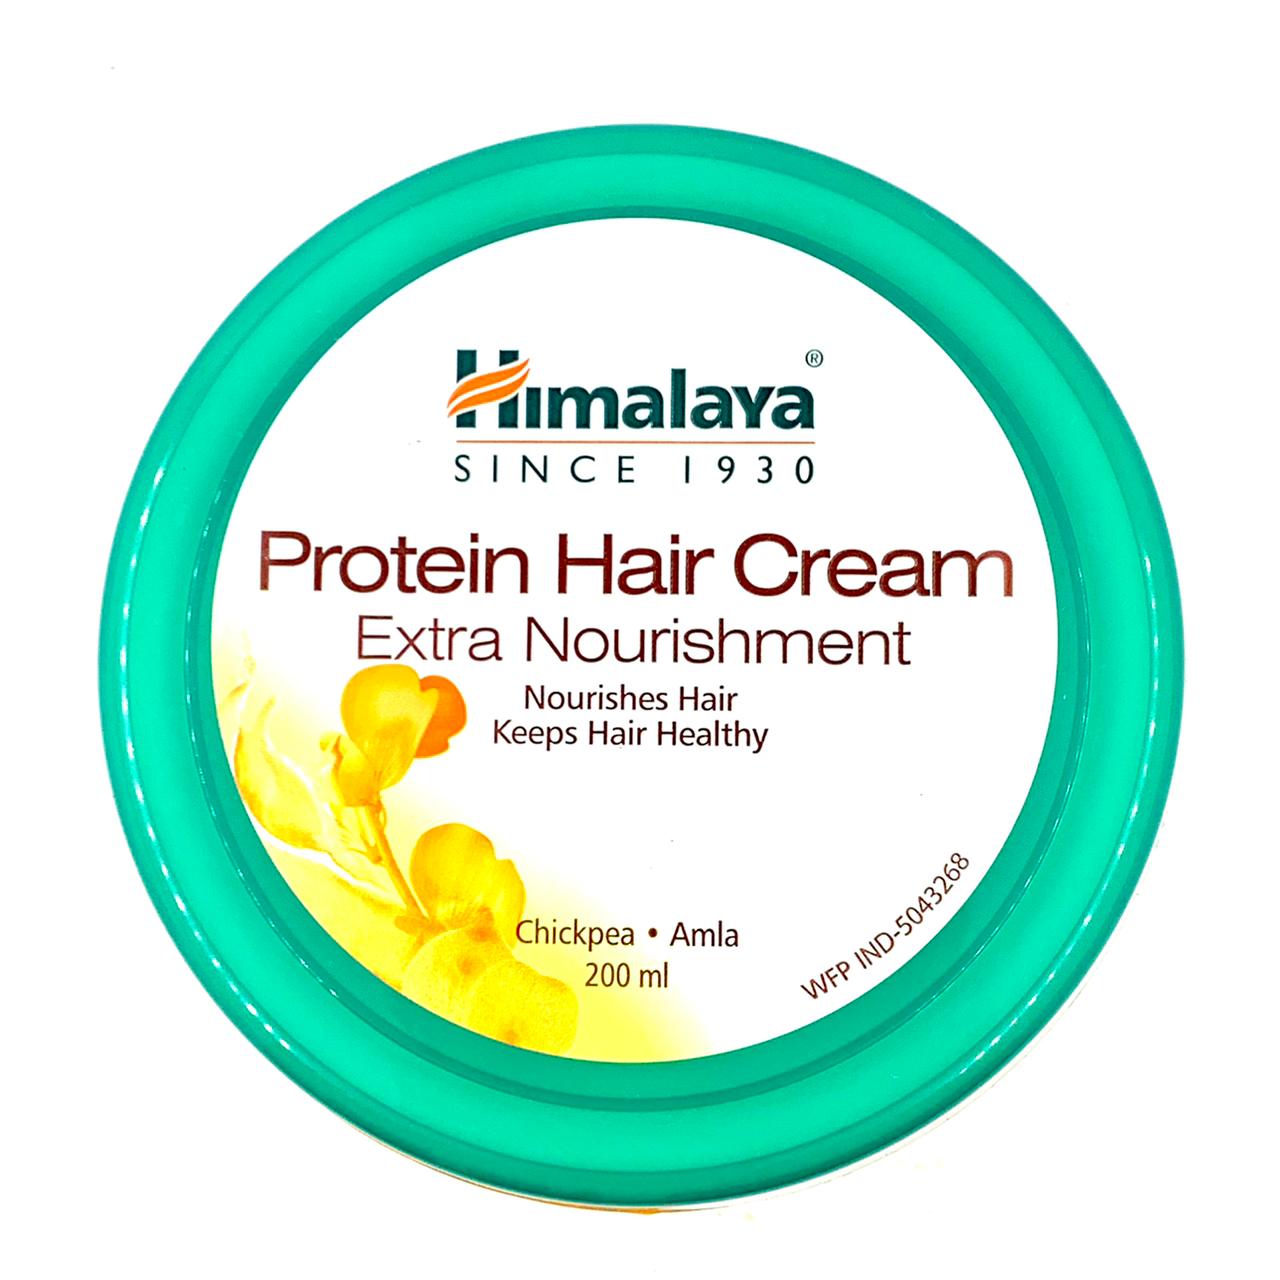 Himalaya®
SINCE 1930
Protein Hair Cream
Extra Nourishment
Nourishes Hair
Keeps Hair Healthy
Chickpea • Amla
200 ml
WFP IND-5043268